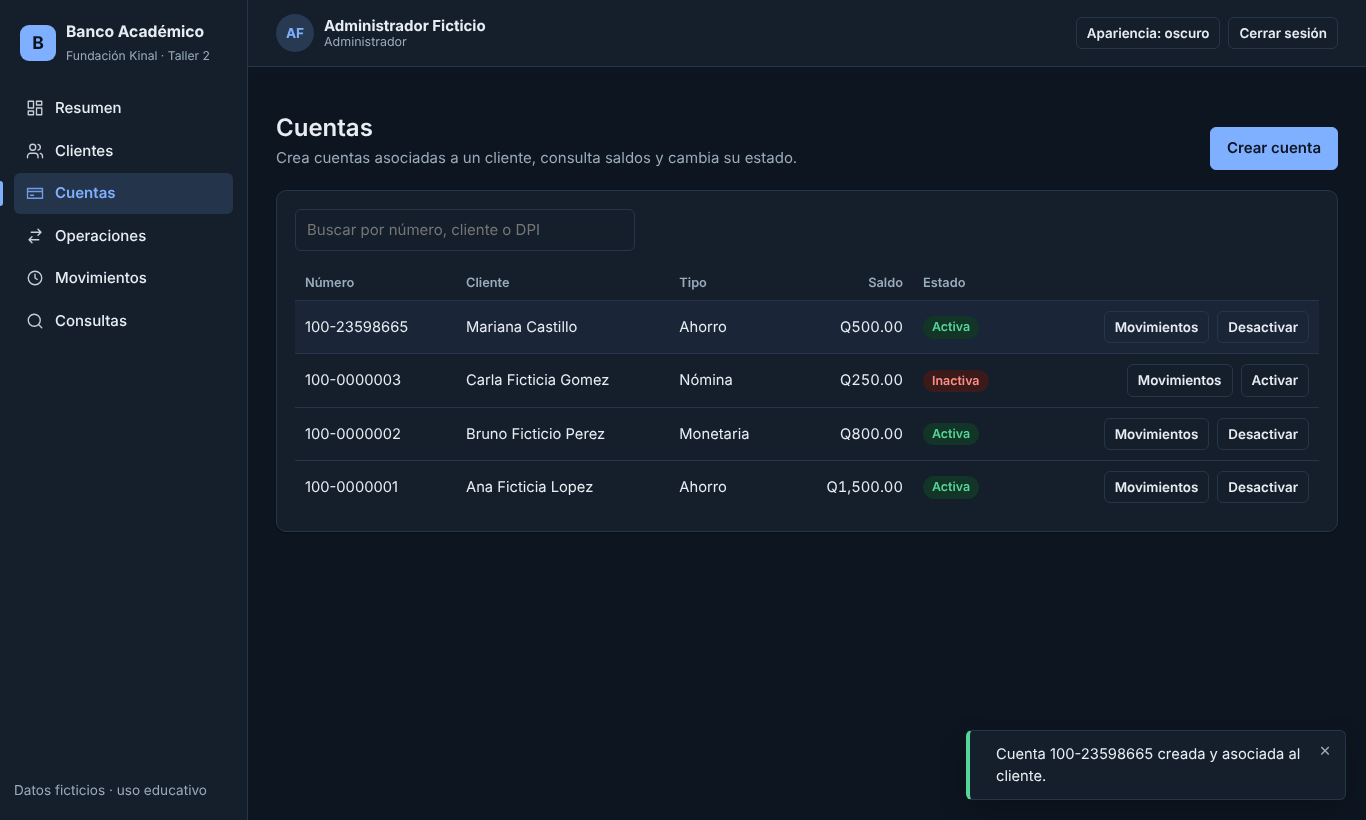 B
Banco Académico
Fundación Kinal · Taller 2
Resumen
Clientes
Cuentas
Operaciones
Movimientos
Consultas
Datos ficticios · uso educativo
AF
Administrador Ficticio
Administrador
Apariencia: oscuro
Cerrar sesión
Cuentas
Crea cuentas asociadas a un cliente, consulta saldos y cambia su estado.
Crear cuenta
Buscar por número, cliente o DPI
Número Cliente Tipo Saldo Estado
100-23598665 Mariana Castillo Ahorro Q500.00 Activa Movimientos Desactivar
100-0000003 Carla Ficticia Gomez Nómina Q250.00 Inactiva Movimientos Activar
100-0000002 Bruno Ficticio Perez Monetaria Q800.00 Activa Movimientos Desactivar
100-0000001 Ana Ficticia Lopez Ahorro Q1,500.00 Activa Movimientos Desactivar
Cuenta 100-23598665 creada y asociada al
cliente.